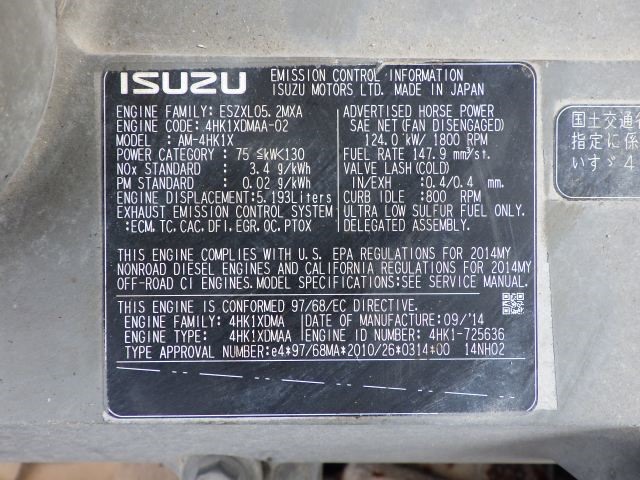 ISUZU
EMISSION CONTROL INFORMATION
ISUZU MOTORS LTD. MADE IN JAPAN
ENGINE FAMILY: ESZXL05.2MXA
ENGINE CODE: 4HK1XDMAA-02
MODEL : AM-4HK1X
POWER CATEGORY : 75 ≦kW<130
NOx STANDARD : 3.4 g/kWh
PM STANDARD : 0.02 g/kWh
ENGINE DISPLACEMENT:5.193Liters
EXHAUST EMISSION CONTROL SYSTEM
:ECM, TC, CAC, DFI, EGR, OC, PTOX
ADVERTISED HORSE POWER
SAE NET (FAN DISENGAGED)
124.0 kW/ 1800 RPM
FUEL RATE 147.9 mm³/st.
VALVE LASH (COLD)
IN/EXH :0.4/0.4 mm.
CURB IDLE :800 RPM
ULTRA LOW SULFUR FUEL ONLY.
DELEGATED ASSEMBLY.
THIS ENGINE COMPLIES WITH U.S. EPA REGULATIONS FOR 2014MY
NONROAD DIESEL ENGINES AND CALIFORNIA REGULATIONS FOR 2014MY
OFF-ROAD CI ENGINES. MODEL SPECIFICATIONS:SEE SERVICE MANUAL.
THIS ENGINE IS CONFORMED 97/68/EC DIRECTIVE.
ENGINE FAMILY: 4HK1XDMA |DATE OF MANUFACTURE:09/'14
ENGINE TYPE: 4HK1XDMAA |ENGINE ID NUMBER: 4HK1-725636
TYPE APPROVAL NUMBER:e4*97/68MA*2010/26*0314*00 14NH02
国土交通省
指定に係
いすゞ4